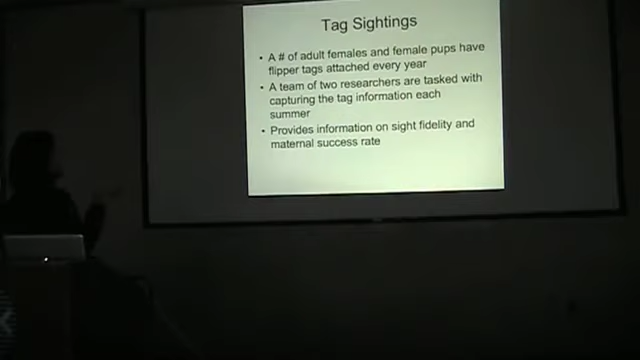 Tag Sightings
• A # of adult females and female pups have
flipper tags attached every year
• A team of two researchers are tasked with
capturing the tag information each
summer
• Provides information on sight fidelity and
maternal success rate